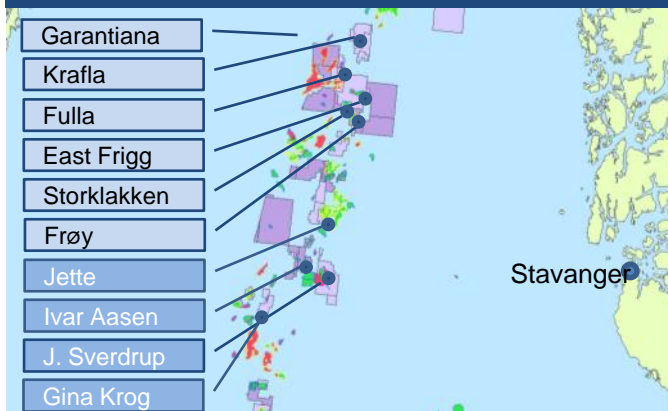 Garantiana
Krafla
Fulla
East Frigg
Storklakken
Frøy
Jette
Stavanger
Ivar Aasen
J. Sverdrup
Gina Krog